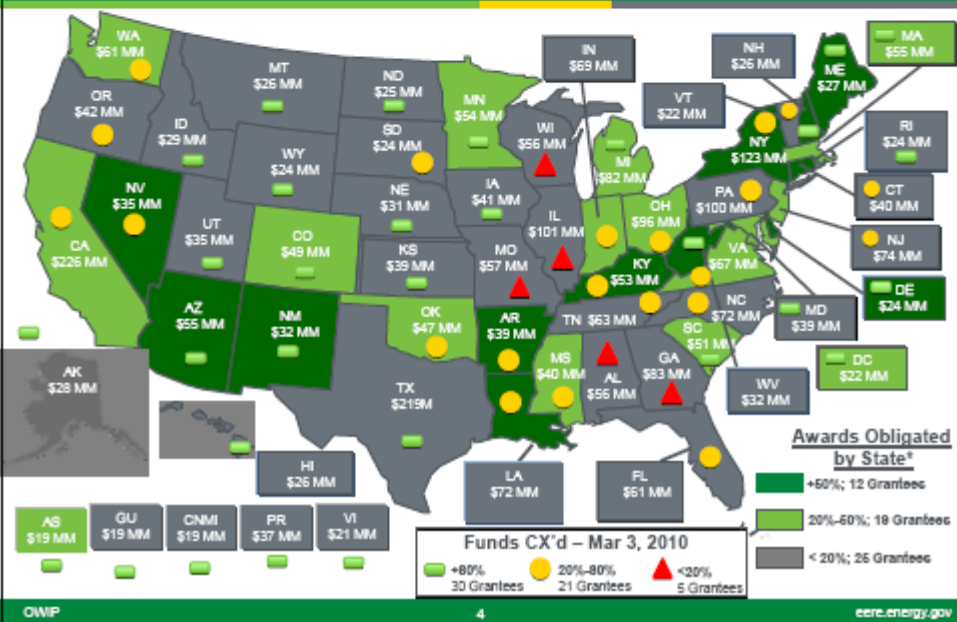 WA
$61 MM
OR
$42 MM
MT
$26 MM
ID
$29 MM
WY
$24 MM
ND
$25 MM
SD
$24 MM
NE
$31 MM
KS
$39 MM
MN
$54 MM
IA
$41 MM
MO
$57 MM
WI
$56 MM
IL
$101 MM
IN
$69 MM
MI
$82 MM
OH
$96 MM
KY
$53 MM
TN $63 MM
NV
$35 MM
UT
$35 MM
CO
$49 MM
CA
$226 MM
AZ
$55 MM
NM
$32 MM
OK
$47 MM
TX
$219M
AR
$39 MM
MS
$40 MM
AL
$56 MM
GA
$83 MM
SC
$51 MM
NC
$72 MM
VA
$67 MM
PA
$100 MM
NY
$123 MM
VT
$22 MM
NH
$26 MM
ME
$27 MM
MA
$55 MM
RI
$24 MM
CT
$40 MM
NJ
$74 MM
DE
$24 MM
MD
$39 MM
DC
$22 MM
WV
$32 MM
AK
$28 MM
HI
$26 MM
LA
$72 MM
FL
$61 MM
AS
$19 MM
GU
$19 MM
CNMI
$19 MM
PR
$37 MM
VI
$21 MM
Awards Obligated
by State*
+50%; 12 Grantees
20%-50%; 19 Grantees
< 20%; 25 Grantees
Funds CX'd – Mar 3, 2010
+80%
30 Grantees
20%-80%
21 Grantees
<20%
5 Grantees
OWIP
4
eere.energy.gov